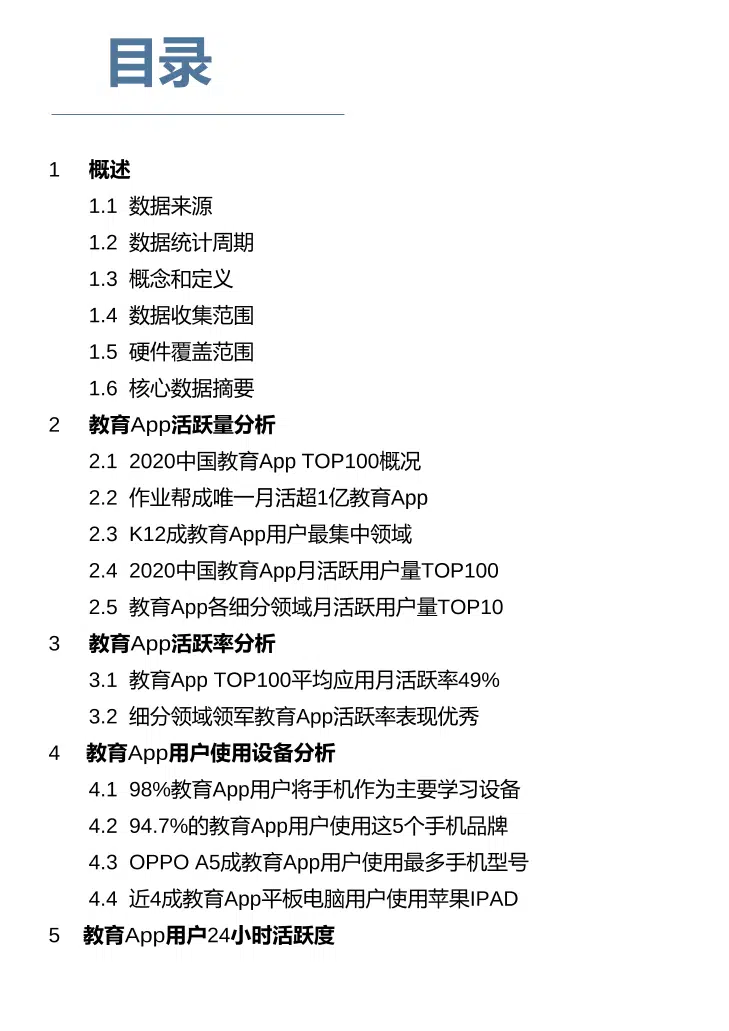 目录
1 概述
1.1 数据来源
1.2 数据统计周期
1.3 概念和定义
1.4 数据收集范围
1.5 硬件覆盖范围
1.6 核心数据摘要
2 教育App活跃量分析
2.1 2020中国教育App TOP100概况
2.2 作业帮成唯一月活超1亿教育App
2.3 K12成教育App用户最集中领域
2.4 2020中国教育App月活跃用户量TOP100
2.5 教育App各细分领域月活跃用户量TOP10
3 教育App活跃率分析
3.1 教育App TOP100平均应用月活跃率49%
3.2 细分领域领军教育App活跃率表现优秀
4 教育App用户使用设备分析
4.1 98%教育App用户将手机作为主要学习设备
4.2 94.7%的教育App用户使用这5个手机品牌
4.3 OPPO A5成教育App用户使用最多手机型号
4.4 近4成教育App平板电脑用户使用苹果IPAD
5 教育App用户24小时活跃度